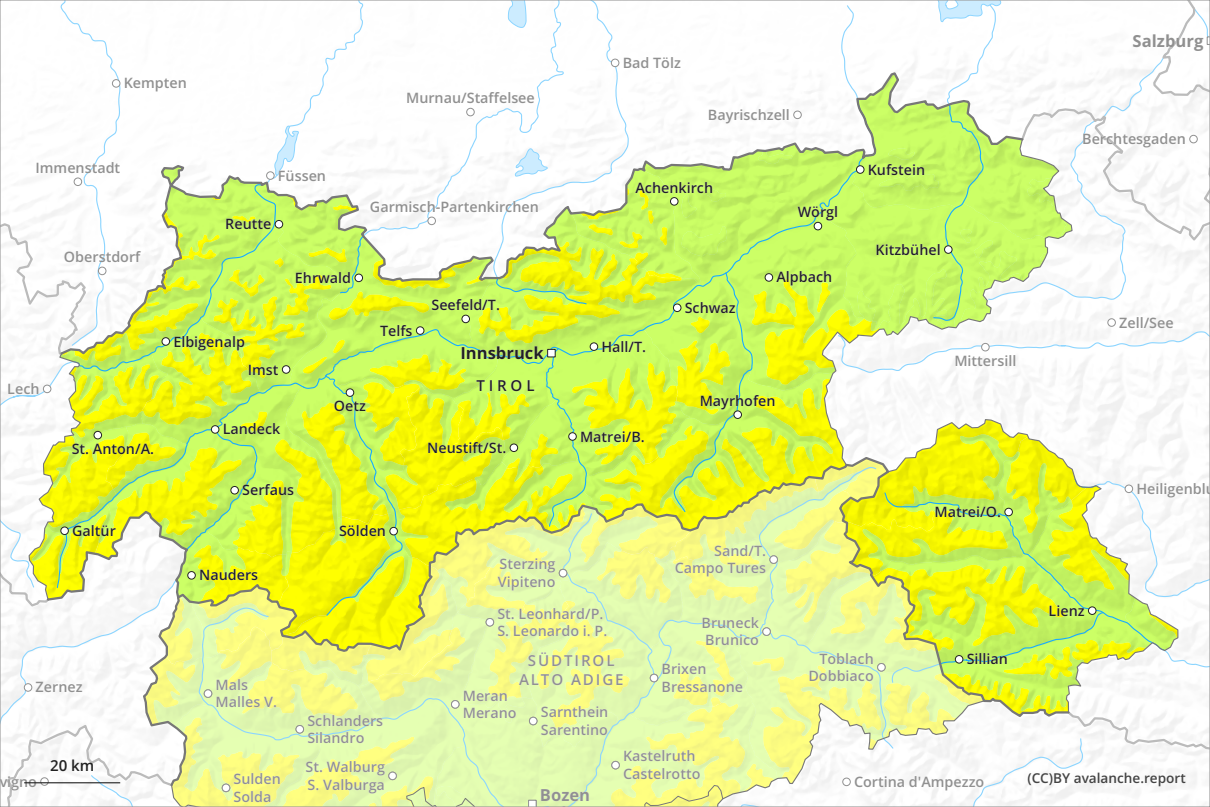 Salzburg
Bad Tölz
Kempten
Murnau/Staffelsee
Bayrischzell
Berchtesgaden
Immenstadt
Füssen
Kufstein
Achenkirch
Garmisch-Partenkirchen
Wörgl
Reutte
Kitzbühel
Oberstdorf
Ehrwald
Alpbach
Seefeld/T.
Schwaz
Zell/See
Telfs
Elbigenalp
Innsbruck
Hall/T.
Mittersill
Imst
TIROL
Lech
Oetz
Mayrhofen
Landeck
Matrei/B.
St. Anton/A.
Neustift/St.
Serfaus
Heiligenblu
Matrei/O.
Galtür
Sölden
Sand/T.
Campo Tures
Sterzing
Vipiteno
Nauders
St. Leonhard/P.
S. Leonardo i. P.
Lienz
Bruneck
Brunico
SÜDTIROL
ALTO ADIGE
Sillian
Toblach
Dobbiaco
Brixen
Bressanone
Zernez
Mals
Malles V.
Meran
Merano
Sarnthein
Sarentino
Schlanders
Silandro
Kastelruth
Castelrotto
20 km
St. Walburg
S. Valburga
Sulden
Solda
vigno
Cortina d'Ampezzo
(CC)BY avalanche.report
Bozen